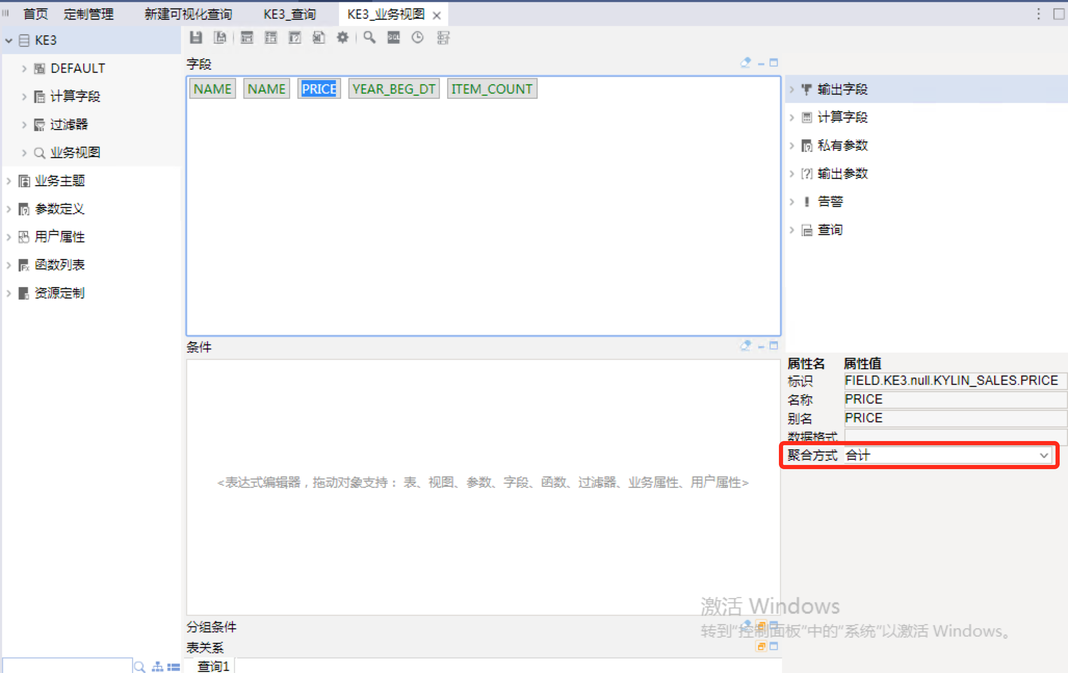 首页 定制管理 新建可视化查询 KE3_查询 KE3_业务视图
KE3
DEFAULT
计算字段
过滤器
业务视图
业务主题
参数定义
用户属性
函数列表
资源定制
字段
NAME NAME PRICE YEAR_BEG_DT ITEM_COUNT
条件
<表达式编辑器，拖动对象支持： 表、视图、参数、字段、函数、过滤器、业务属性、用户属性>
分组条件
表关系
查询1
输出字段
计算字段
私有参数
输出参数
告警
查询
属性名 属性值
标识 FIELD.KE3.null.KYLIN_SALES.PRICE
名称 PRICE
别名 PRICE
数据格式
聚合方式 合计
激活 Windows
转到"控制面板"中的"系统"以激活 Windows。